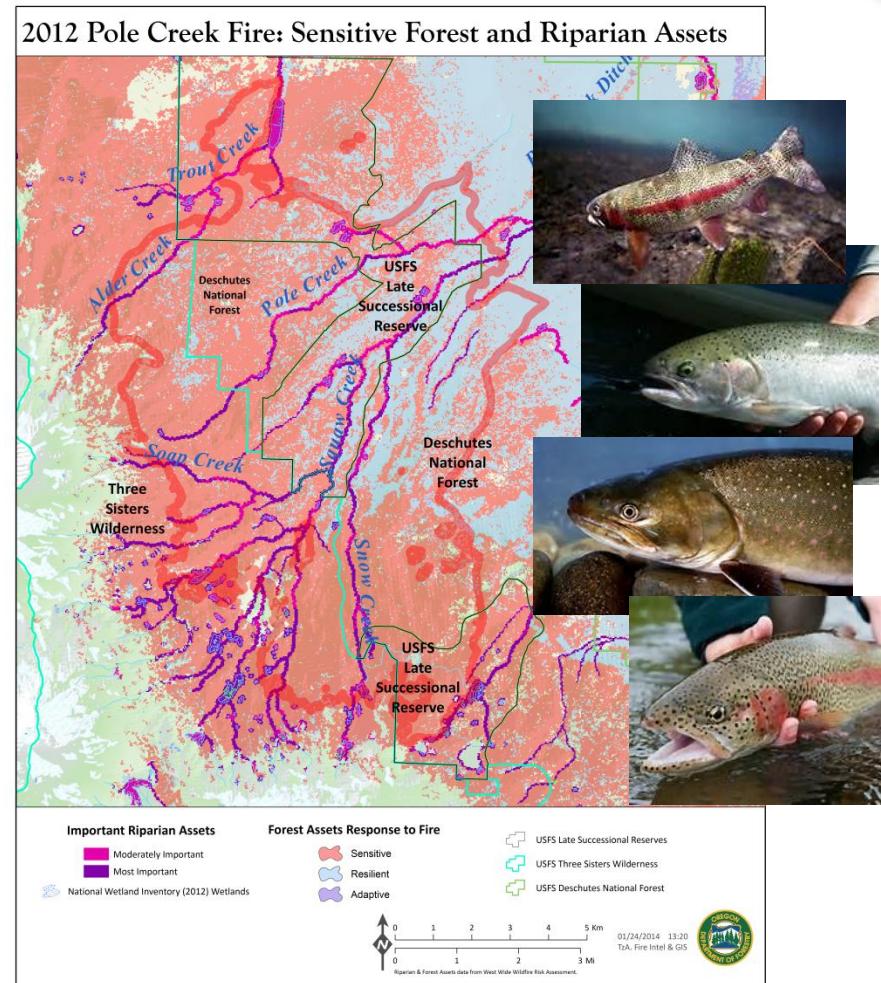 2012 Pole Creek Fire: Sensitive Forest and Riparian Assets
Ditch
Trout Creek
Alder Creek
Deschutes
National
Forest
Pole Creek
USFS
Late
Successional
Reserve
Squaw Creek
Deschutes
National
Forest
Soap Creek
Three
Sisters
Wilderness
Snow Creek
USFS
Late
Successional
Reserve
Important Riparian Assets
Moderately Important
Most Important
National Wetland Inventory (2012) Wetlands
Forest Assets Response to Fire
Sensitive
Resilient
Adaptive
USFS Late Successional Reserves
USFS Three Sisters Wilderness
USFS Deschutes National Forest
N
0 1 2 3 4 5 Km
0 1 2 3 Mi
Riparian & Forest Assets data from West Wide Wildfire Risk Assessment.
01/24/2014 13:20
TzA. Fire Intel & GIS
OREGON
DEPARTMENT OF FORESTRY